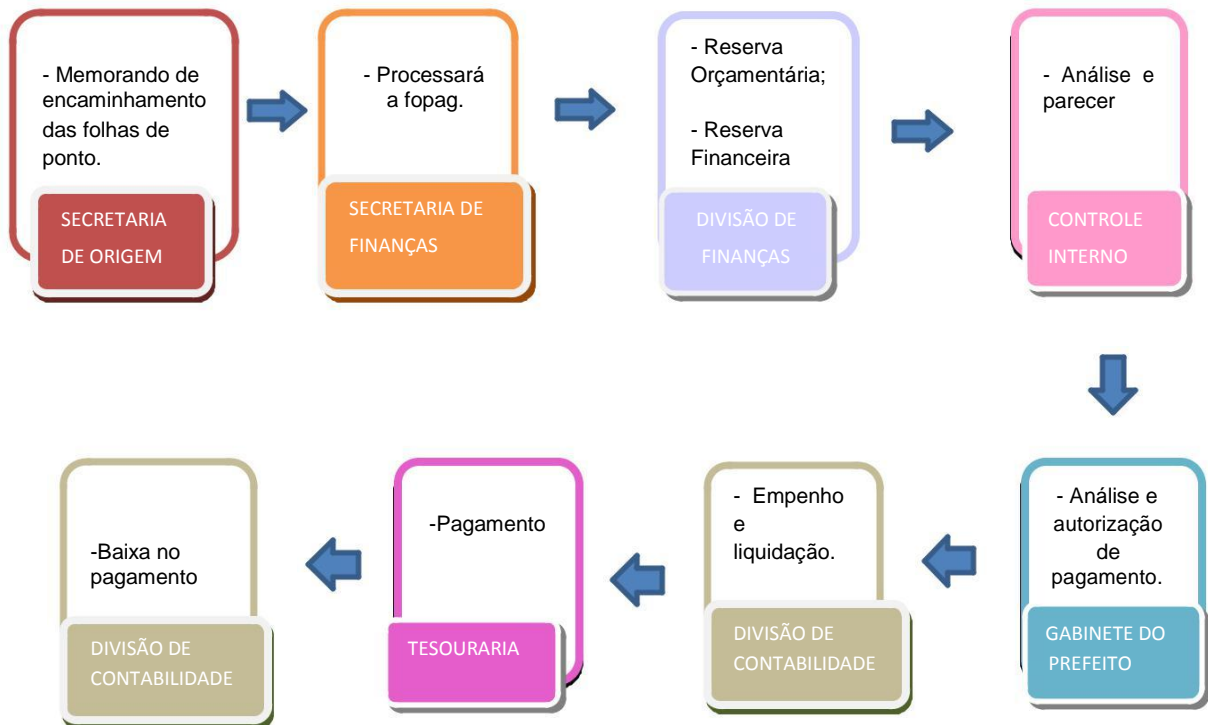 - Memorando de
encaminhamento
das folhas de
ponto.
SECRETARIA
DE ORIGEM
- Processará
a fopag.
SECRETARIA DE
FINANÇAS
- Reserva
Orçamentária;
- Reserva
Financeira
DIVISÃO DE
FINANÇAS
- Análise e
parecer
CONTROLE
INTERNO
- Análise e
autorização
de
pagamento.
GABINETE DO
PREFEITO
- Empenho
e
liquidação.
DIVISÃO DE
CONTABILIDADE
-Pagamento
TESOURARIA
-Baixa no
pagamento
DIVISÃO DE
CONTABILIDADE